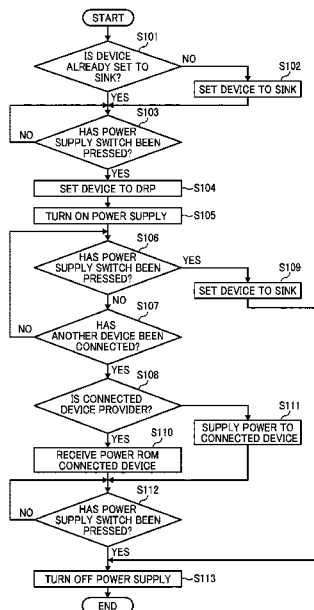 START
S101
IS DEVICE
ALREADY SET TO
SINK?
NO
S102
SET DEVICE TO SINK
YES
S103
HAS POWER
SUPPLY SWITCH BEEN
PRESSED?
NO
YES
SET DEVICE TO DRP
S104
TURN ON POWER SUPPLY
S105
S106
HAS POWER
SUPPLY SWITCH BEEN
PRESSED?
YES
S109
SET DEVICE TO SINK
NO
S107
HAS
ANOTHER DEVICE BEEN
CONNECTED?
NO
YES
S108
IS CONNECTED
DEVICE PROVIDER?
S111
SUPPLY POWER TO
CONNECTED DEVICE
YES
S110
RECEIVE POWER ROM
CONNECTED DEVICE
S112
HAS POWER
SUPPLY SWITCH BEEN
PRESSED?
NO
YES
TURN OFF POWER SUPPLY
S113
END